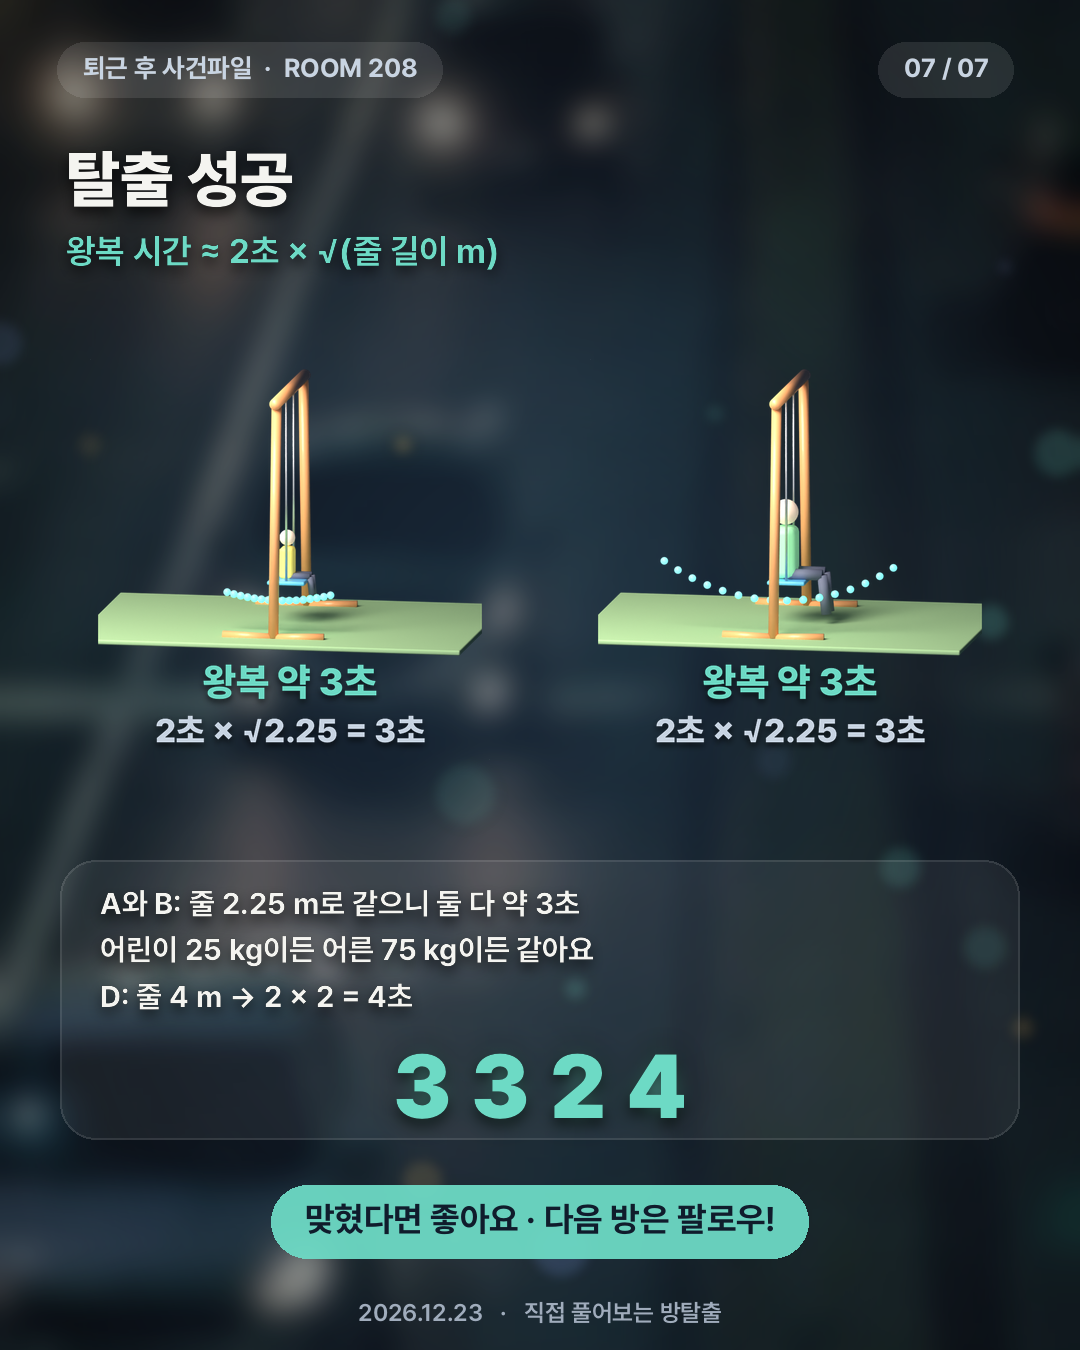 퇴근 후 사건파일 · ROOM 208
07 / 07
탈출 성공
왕복 시간 ≈ 2초 × √(줄 길이 m)
왕복 약 3초
2초 × √2.25 = 3초
왕복 약 3초
2초 × √2.25 = 3초
A와 B: 줄 2.25 m로 같으니 둘 다 약 3초
어린이 25 kg이든 어른 75 kg이든 같아요
D: 줄 4 m → 2 × 2 = 4초
3 3 2 4
맞혔다면 좋아요 · 다음 방은 팔로우!
2026.12.23 · 직접 풀어보는 방탈출